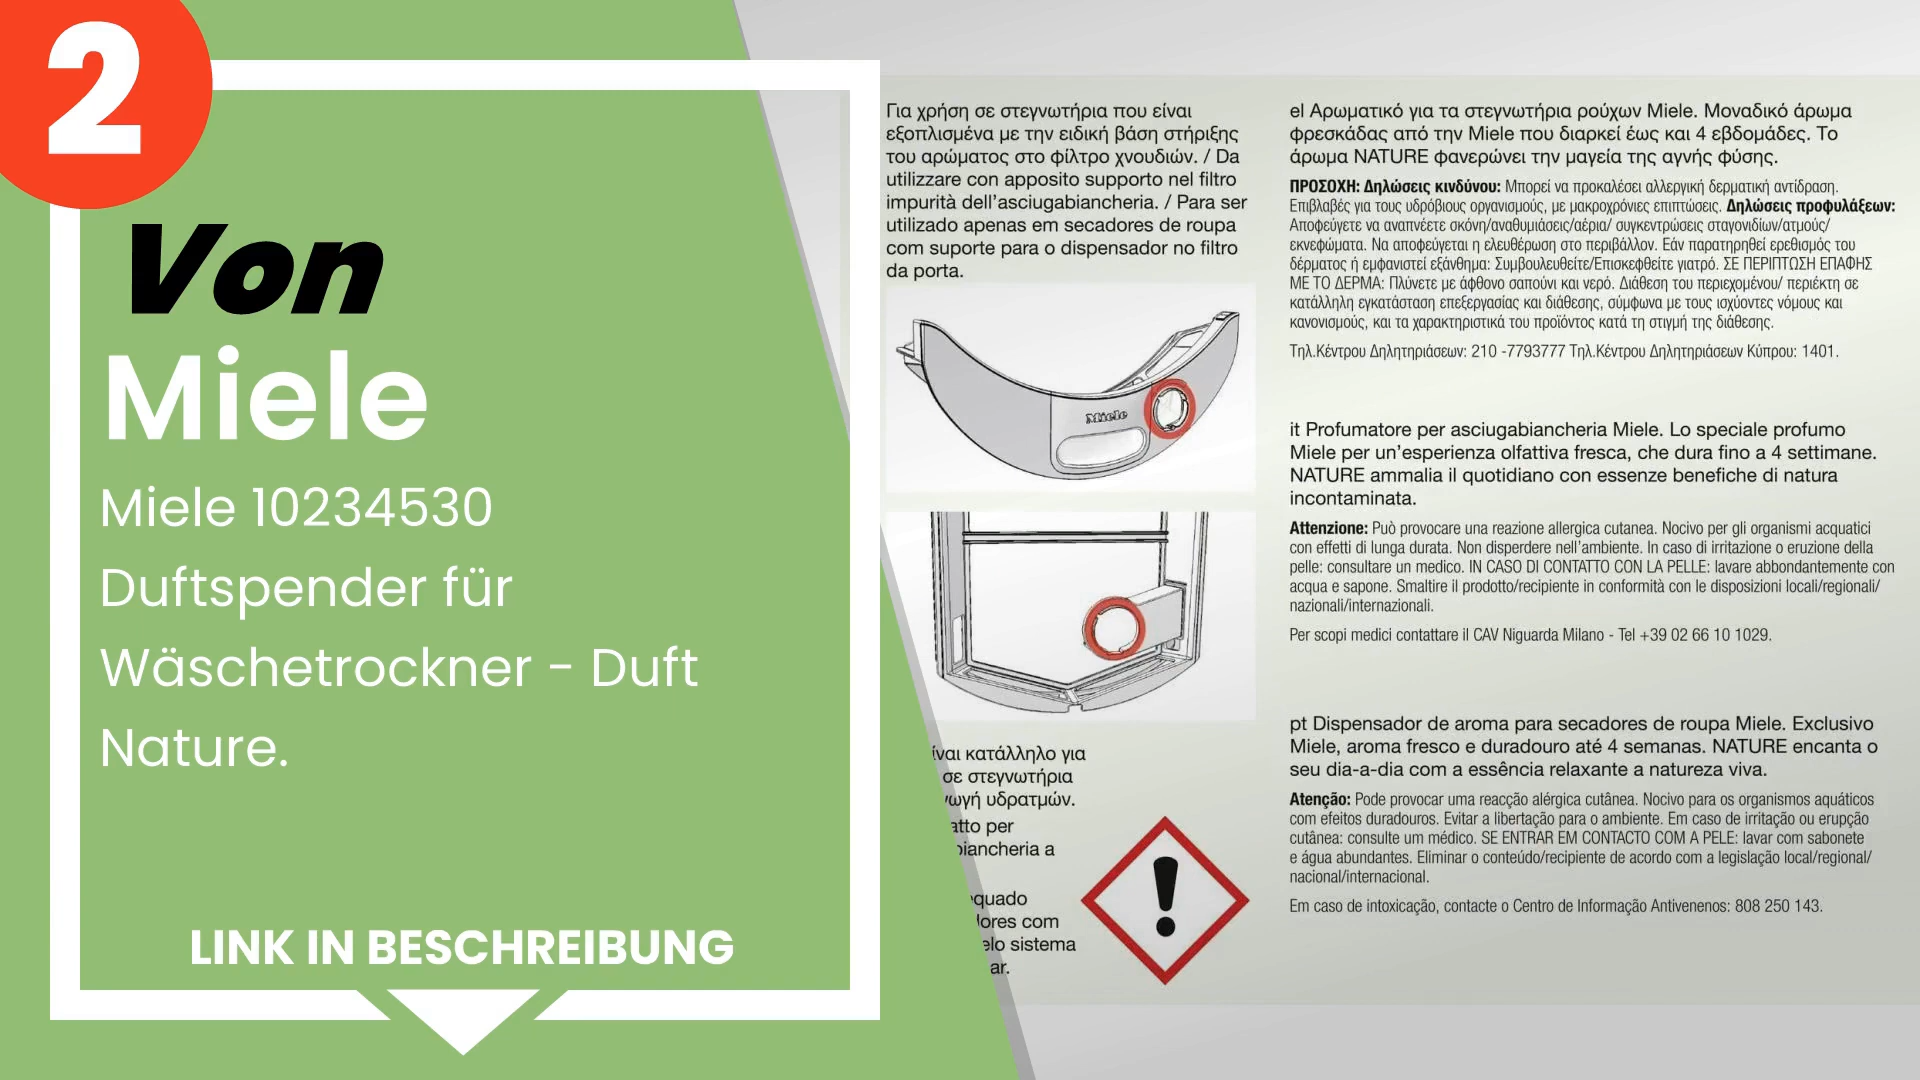 2
Von
Miele
Miele 10234530
Duftspender für
Wäschetrockner - Duft
Nature.
LINK IN BESCHREIBUNG
Για χρήση σε στεγνωτήρια που είναι
εξοπλισμένα με την ειδική βάση στήριξης
του αρώματος στο φίλτρο χνουδιών. / Da
utilizzare con apposito supporto nel filtro
impurità dell’asciugabiancheria. / Para ser
utilizado apenas em secadores de roupa
com suporte para o dispensador no filtro
da porta.
Miele
ίναι κατάλληλο για
σε στεγνωτήρια
γωγή υδρατμών.
atto per
biancheria a
quado
dores com
elo sistema
ar.
el Αρωματικό για τα στεγνωτήρια ρούχων Miele. Μοναδικό άρωμα
φρεσκάδας από την Miele που διαρκεί έως και 4 εβδομάδες. Το
άρωμα NATURE φανερώνει την μαγεία της αγνής φύσης.
ΠΡΟΣΟΧΗ: Δηλώσεις κινδύνου: Μπορεί να προκαλέσει αλλεργική δερματική αντίδραση.
Επιβλαβές για τους υδρόβιους οργανισμούς, με μακροχρόνιες επιπτώσεις. Δηλώσεις προφυλάξεων:
Αποφεύγετε να αναπνέετε σκόνη/αναθυμιάσεις/αέρια/ συγκεντρώσεις σταγονιδίων/ατμούς/
εκνεφώματα. Να αποφεύγεται η ελευθέρωση στο περιβάλλον. Εάν παρατηρηθεί ερεθισμός του
δέρματος ή εμφανιστεί εξάνθημα: Συμβουλευθείτε/Επισκεφθείτε γιατρό. ΣΕ ΠΕΡΙΠΤΩΣΗ ΕΠΑΦΗΣ
ΜΕ ΤΟ ΔΕΡΜΑ: Πλύνετε με άφθονο σαπούνι και νερό. Διάθεση του περιεχομένου/ περιέκτη σε
κατάλληλη εγκατάσταση επεξεργασίας και διάθεσης, σύμφωνα με τους ισχύοντες νόμους και
κανονισμούς, και τα χαρακτηριστικά του προϊόντος κατά τη στιγμή της διάθεσης.
Τηλ.Κέντρου Δηλητηριάσεων: 210 -7793777 Τηλ.Κέντρου Δηλητηριάσεων Κύπρου: 1401.
it Profumatore per asciugabiancheria Miele. Lo speciale profumo
Miele per un’esperienza olfattiva fresca, che dura fino a 4 settimane.
NATURE ammalia il quotidiano con essenze benefiche di natura
incontaminata.
Attenzione: Può provocare una reazione allergica cutanea. Nocivo per gli organismi acquatici
con effetti di lunga durata. Non disperdere nell’ambiente. In caso di irritazione o eruzione della
pelle: consultare un medico. IN CASO DI CONTATTO CON LA PELLE: lavare abbondantemente con
acqua e sapone. Smaltire il prodotto/recipiente in conformità con le disposizioni locali/regionali/
nazionali/internazionali.
Per scopi medici contattare il CAV Niguarda Milano - Tel +39 02 66 10 1029.
pt Dispensador de aroma para secadores de roupa Miele. Exclusivo
Miele, aroma fresco e duradouro até 4 semanas. NATURE encanta o
seu dia-a-dia com a essência relaxante a natureza viva.
Atenção: Pode provocar uma reacção alérgica cutânea. Nocivo para os organismos aquáticos
com efeitos duradouros. Evitar a libertação para o ambiente. Em caso de irritação ou erupção
cutânea: consulte um médico. SE ENTRAR EM CONTACTO COM A PELE: lavar com sabonete
e água abundantes. Eliminar o conteúdo/recipiente de acordo com a legislação local/regional/
nacional/internacional.
Em caso de intoxicação, contacte o Centro de Informação Antivenenos: 808 250 143.